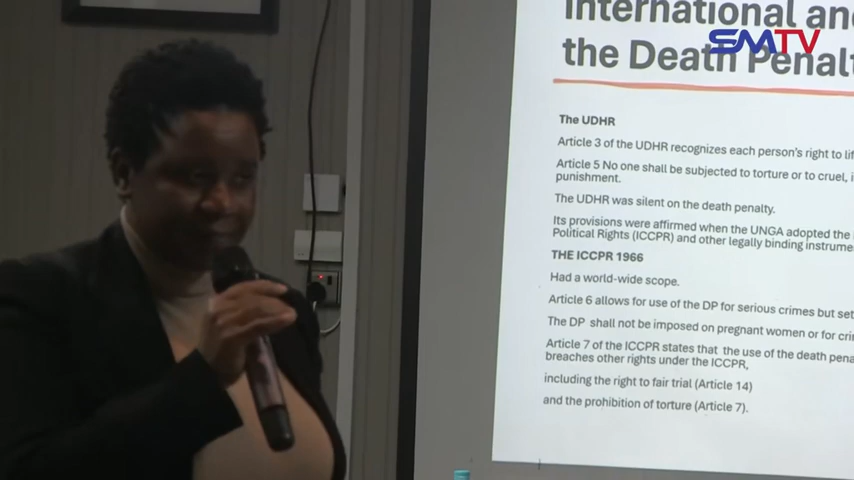 International an
the Death Penalt
SMTV
The UDHR
Article 3 of the UDHR recognizes each person's right to lif
Article 5 No one shall be subjected to torture or to cruel, i
punishment.
The UDHR was silent on the death penalty.
Its provisions were affirmed when the UNGA adopted the
Political Rights (ICCPR) and other legally binding instrume
THE ICCPR 1966
Had a world-wide scope.
Article 6 allows for use of the DP for serious crimes but set
The DP shall not be imposed on pregnant women or for cri
Article 7 of the ICCPR states that the use of the death pena
breaches other rights under the ICCPR,
including the right to fair trial (Article 14)
and the prohibition of torture (Article 7).